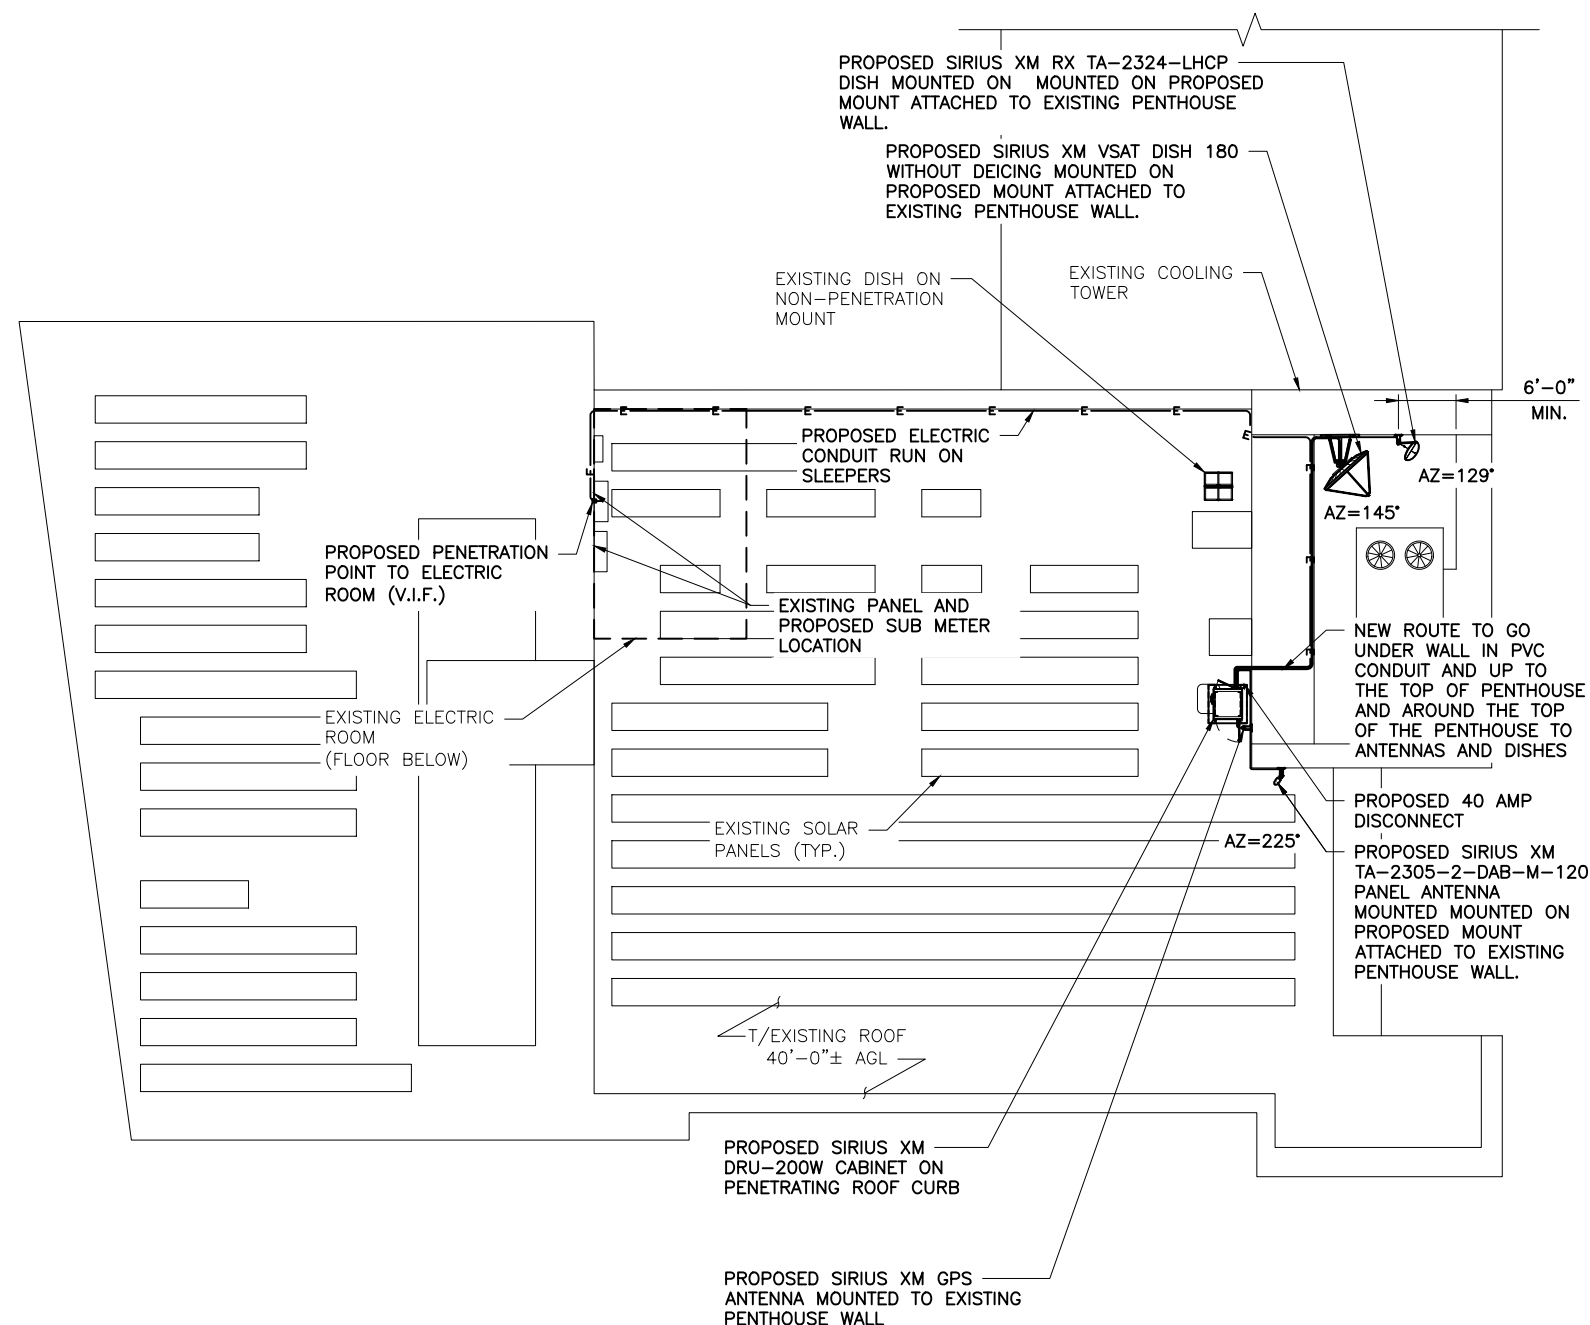 PROPOSED SIRIUS XM RX TA-2324-LHCP
DISH MOUNTED ON MOUNTED ON PROPOSED
MOUNT ATTACHED TO EXISTING PENTHOUSE
WALL.
PROPOSED SIRIUS XM VSAT DISH 180
WITHOUT DEICING MOUNTED ON
PROPOSED MOUNT ATTACHED TO
EXISTING PENTHOUSE WALL.
EXISTING DISH ON
NON-PENETRATION
MOUNT
EXISTING COOLING
TOWER
6'-0"
MIN.
E E E E E E E
E
PROPOSED ELECTRIC
CONDUIT RUN ON
SLEEPERS
AZ=129°
AZ=145°
E
E
E
E
PROPOSED PENETRATION
POINT TO ELECTRIC
ROOM (V.I.F.)
EXISTING PANEL AND
PROPOSED SUB METER
LOCATION
NEW ROUTE TO GO
UNDER WALL IN PVC
CONDUIT AND UP TO
THE TOP OF PENTHOUSE
AND AROUND THE TOP
OF THE PENTHOUSE TO
ANTENNAS AND DISHES
EXISTING ELECTRIC
ROOM
(FLOOR BELOW)
PROPOSED 40 AMP
DISCONNECT
EXISTING SOLAR
PANELS (TYP.)
AZ=225°
PROPOSED SIRIUS XM
TA-2305-2-DAB-M-120
PANEL ANTENNA
MOUNTED MOUNTED ON
PROPOSED MOUNT
ATTACHED TO EXISTING
PENTHOUSE WALL.
T/EXISTING ROOF
40'-0"± AGL
PROPOSED SIRIUS XM
DRU-200W CABINET ON
PENETRATING ROOF CURB
PROPOSED SIRIUS XM GPS
ANTENNA MOUNTED TO EXISTING
PENTHOUSE WALL